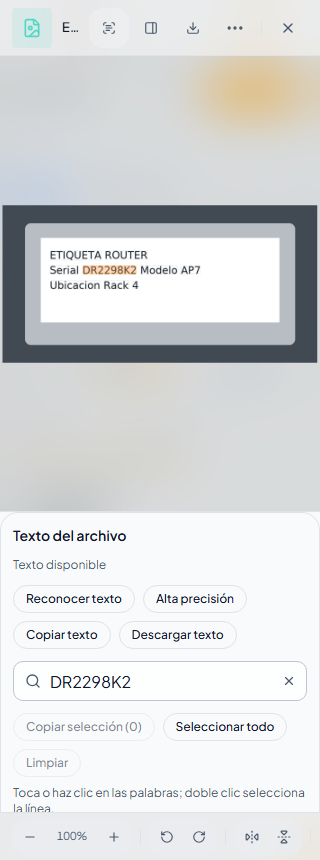 E...
ETIQUETA ROUTER
Serial DR2298K2 Modelo AP7
Ubicacion Rack 4
Texto del archivo
Texto disponible
Reconocer texto
Alta precisión
Copiar texto
Descargar texto
DR2298K2
Copiar selección (0)
Seleccionar todo
Limpiar
Toca o haz clic en las palabras; doble clic selecciona
la línea.
100%